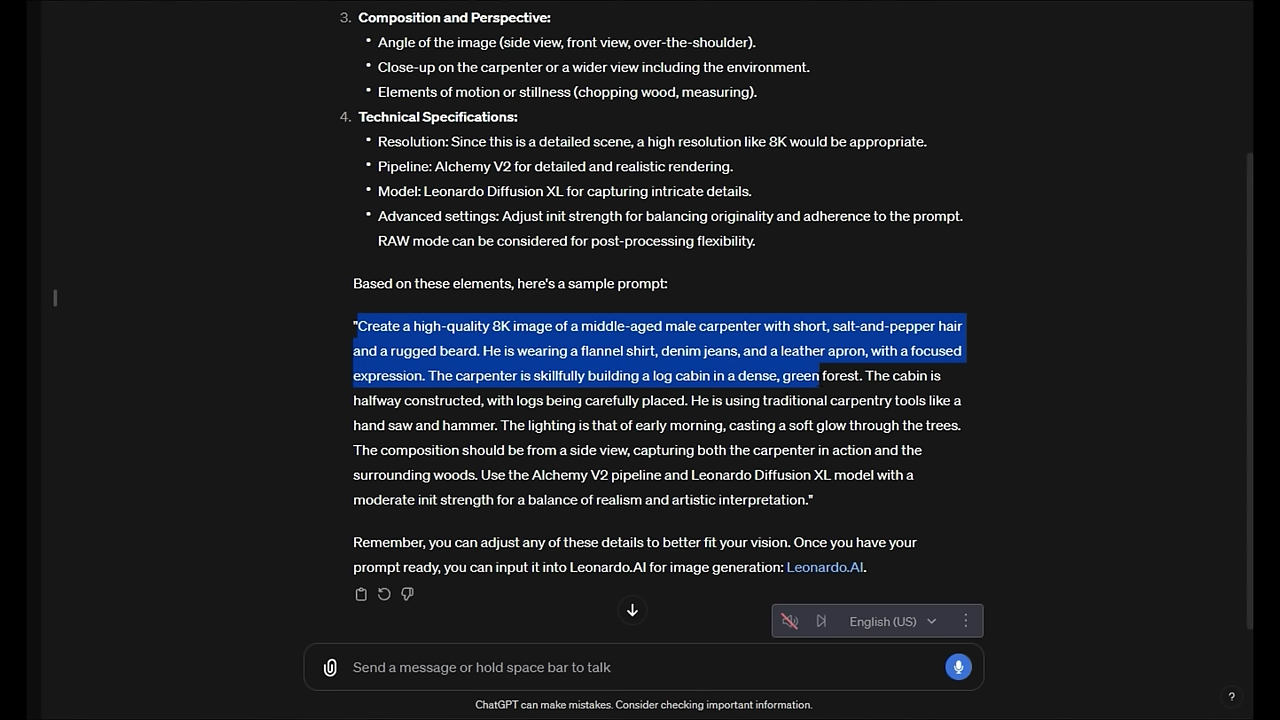 3. Composition and Perspective:
• Angle of the image (side view, front view, over-the-shoulder).
• Close-up on the carpenter or a wider view including the environment.
• Elements of motion or stillness (chopping wood, measuring).
4. Technical Specifications:
• Resolution: Since this is a detailed scene, a high resolution like 8K would be appropriate.
• Pipeline: Alchemy V2 for detailed and realistic rendering.
• Model: Leonardo Diffusion XL for capturing intricate details.
• Advanced settings: Adjust init strength for balancing originality and adherence to the prompt.
RAW mode can be considered for post-processing flexibility.
Based on these elements, here's a sample prompt:
"Create a high-quality 8K image of a middle-aged male carpenter with short, salt-and-pepper hair
and a rugged beard. He is wearing a flannel shirt, denim jeans, and a leather apron, with a focused
expression. The carpenter is skillfully building a log cabin in a dense, green forest. The cabin is
halfway constructed, with logs being carefully placed. He is using traditional carpentry tools like a
hand saw and hammer. The lighting is that of early morning, casting a soft glow through the trees.
The composition should be from a side view, capturing both the carpenter in action and the
surrounding woods. Use the Alchemy V2 pipeline and Leonardo Diffusion XL model with a
moderate init strength for a balance of realism and artistic interpretation."
Remember, you can adjust any of these details to better fit your vision. Once you have your
prompt ready, you can input it into Leonardo.AI for image generation: Leonardo.AI.
English (US)
Send a message or hold space bar to talk
ChatGPT can make mistakes. Consider checking important information.
?